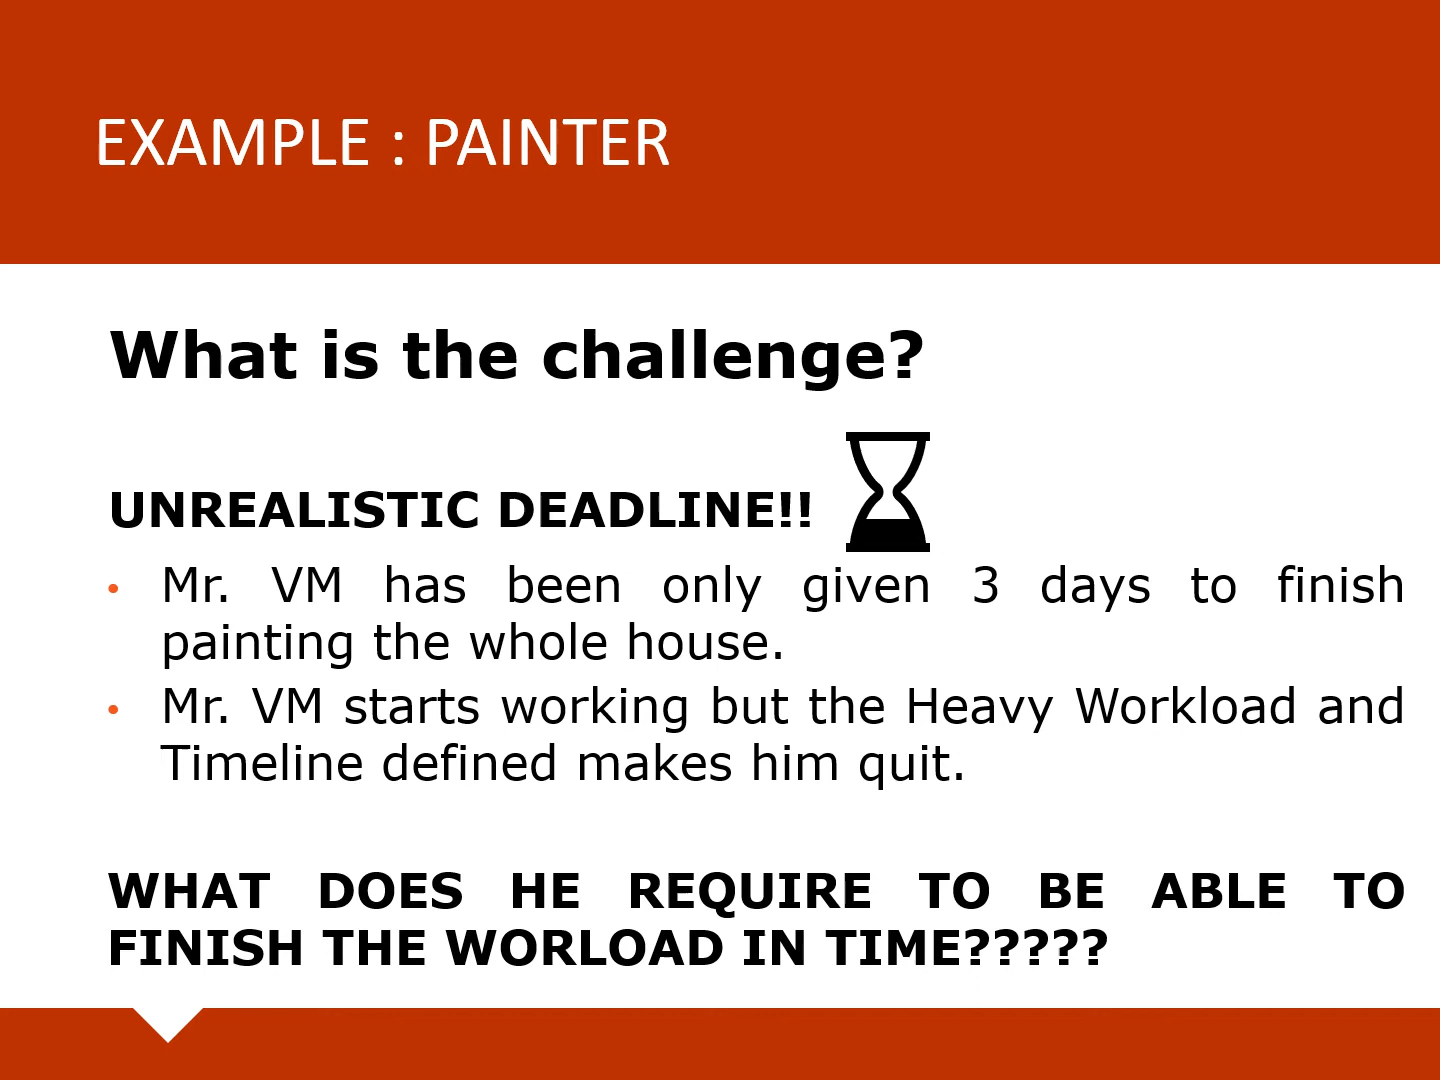 EXAMPLE : PAINTER
What is the challenge?
UNREALISTIC DEADLINE!!
• Mr. VM has been only given 3 days to finish
painting the whole house.
• Mr. VM starts working but the Heavy Workload and
Timeline defined makes him quit.
WHAT DOES HE REQUIRE TO BE ABLE TO
FINISH THE WORLOAD IN TIME?????